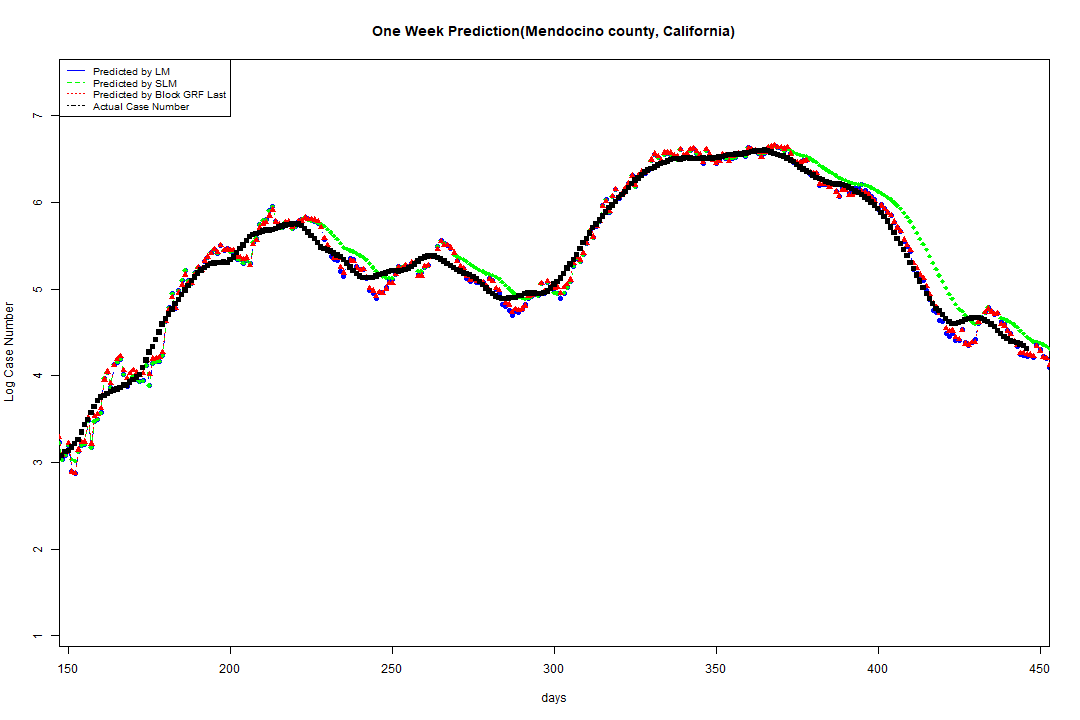 One Week Prediction(Mendocino county, California)
Predicted by LM
Predicted by SLM
Predicted by Block GRF Last
Actual Case Number
7
6
5
4
3
2
1
Log Case Number
150 200 250 300 350 400 450
days